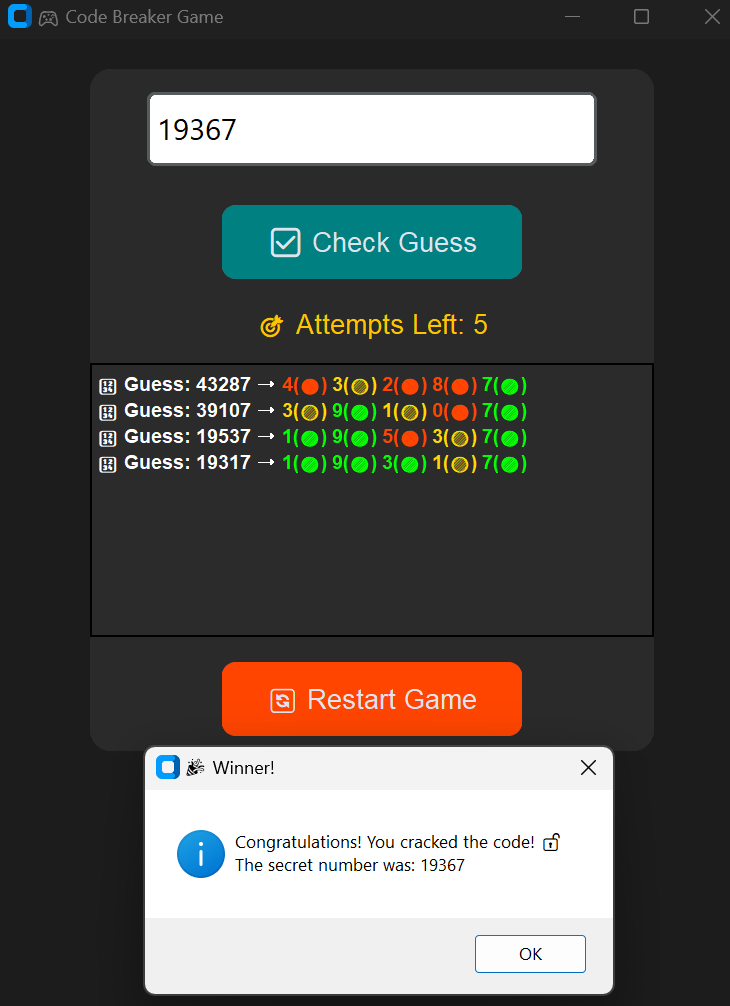 Code Breaker Game
19367
Check Guess
Attempts Left: 5
Guess: 43287 → 4() 3() 2() 8() 7()
Guess: 39107 → 3() 9() 1() 0() 7()
Guess: 19537 → 1() 9() 5() 3() 7()
Guess: 19317 → 1() 9() 3() 1() 7()
Restart Game
Winner!
Congratulations! You cracked the code!
The secret number was: 19367
OK